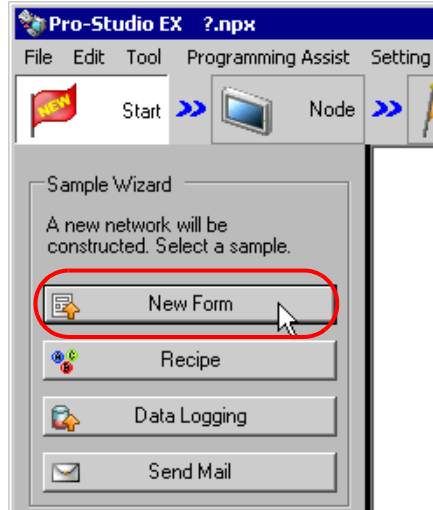 Pro-Studio EX ?.npx
File Edit Tool Programming Assist Setting
NEW Start >> Node >>
Sample Wizard
A new network will be
constructed. Select a sample.
New Form
A C B Recipe
Data Logging
Send Mail